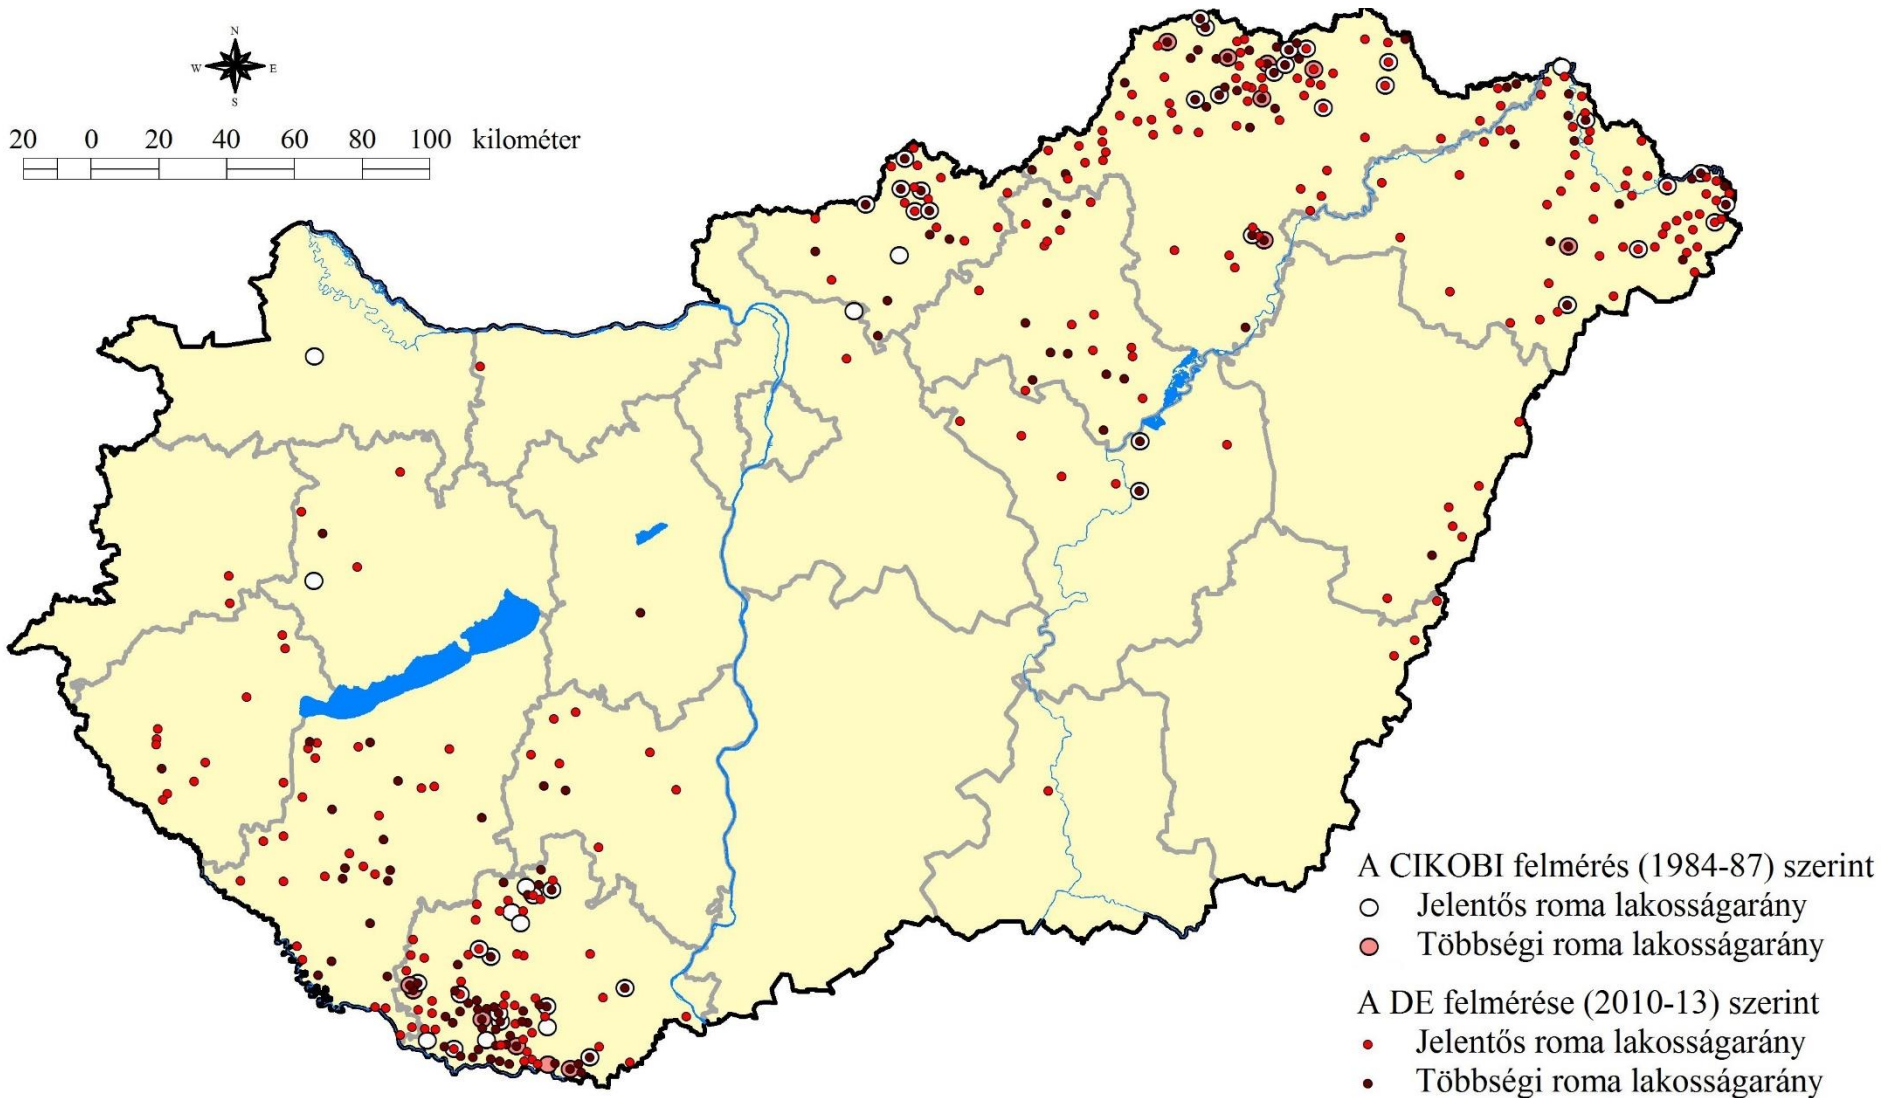 N
W E
S
20 0 20 40 60 80 100 kilométer
A CIKOBI felmérés (1984-87) szerint
Jelentős roma lakosságarány
Többségi roma lakosságarány
A DE felmérése (2010-13) szerint
Jelentős roma lakosságarány
Többségi roma lakosságarány